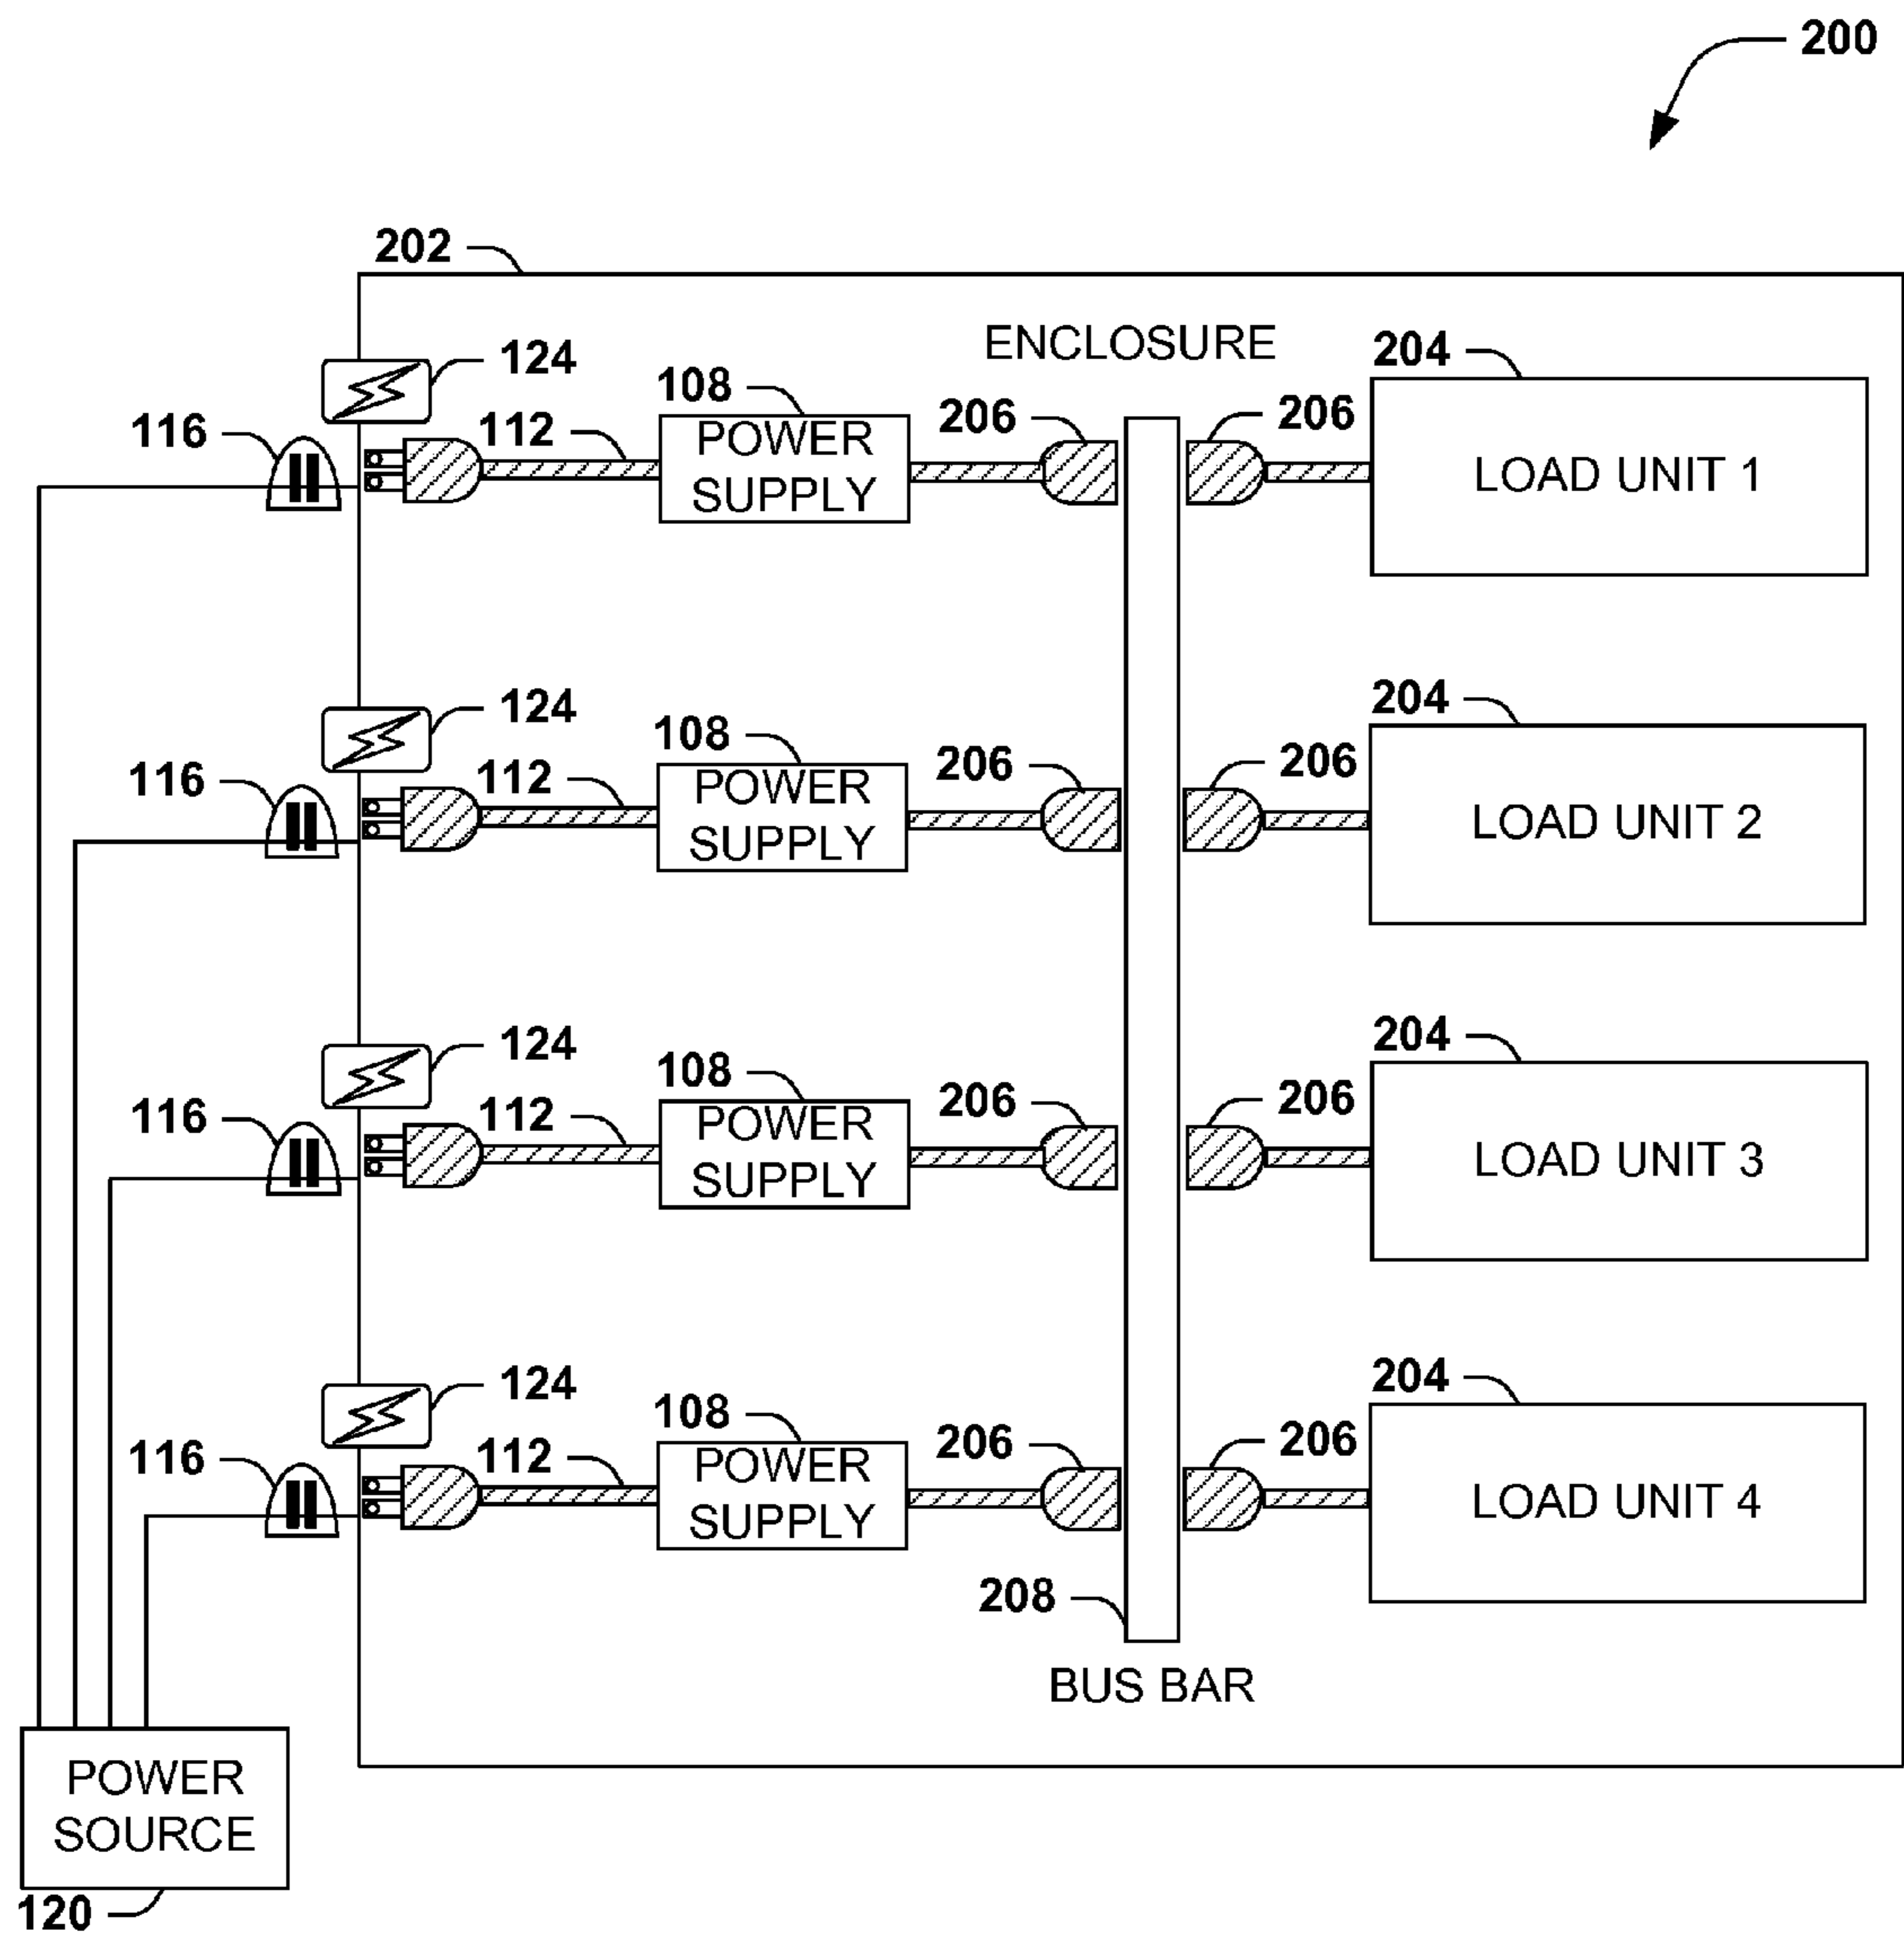 200
202
ENCLOSURE
124
108
POWER
SUPPLY
112
116
206
206
204
LOAD UNIT 1
124
108
POWER
SUPPLY
112
116
206
206
204
LOAD UNIT 2
124
108
POWER
SUPPLY
112
116
206
206
204
LOAD UNIT 3
124
108
POWER
SUPPLY
112
116
206
206
204
LOAD UNIT 4
208
BUS BAR
POWER
SOURCE
120